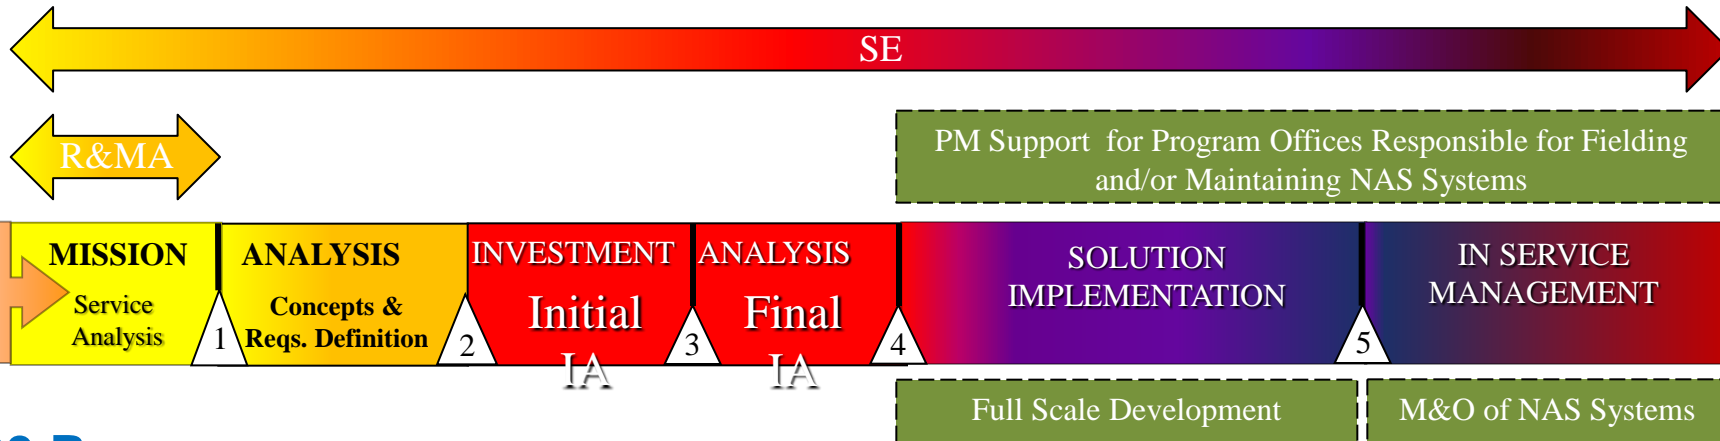 SE
R&MA
PM Support for Program Offices Responsible for Fielding
and/or Maintaining NAS Systems
MISSION
Service
Analysis
1
ANALYSIS
Concepts &
Reqs. Definition
2
INVESTMENT
Initial
IA
3
ANALYSIS
Final
IA
4
SOLUTION
IMPLEMENTATION
5
IN SERVICE
MANAGEMENT
Full Scale Development
M&O of NAS Systems